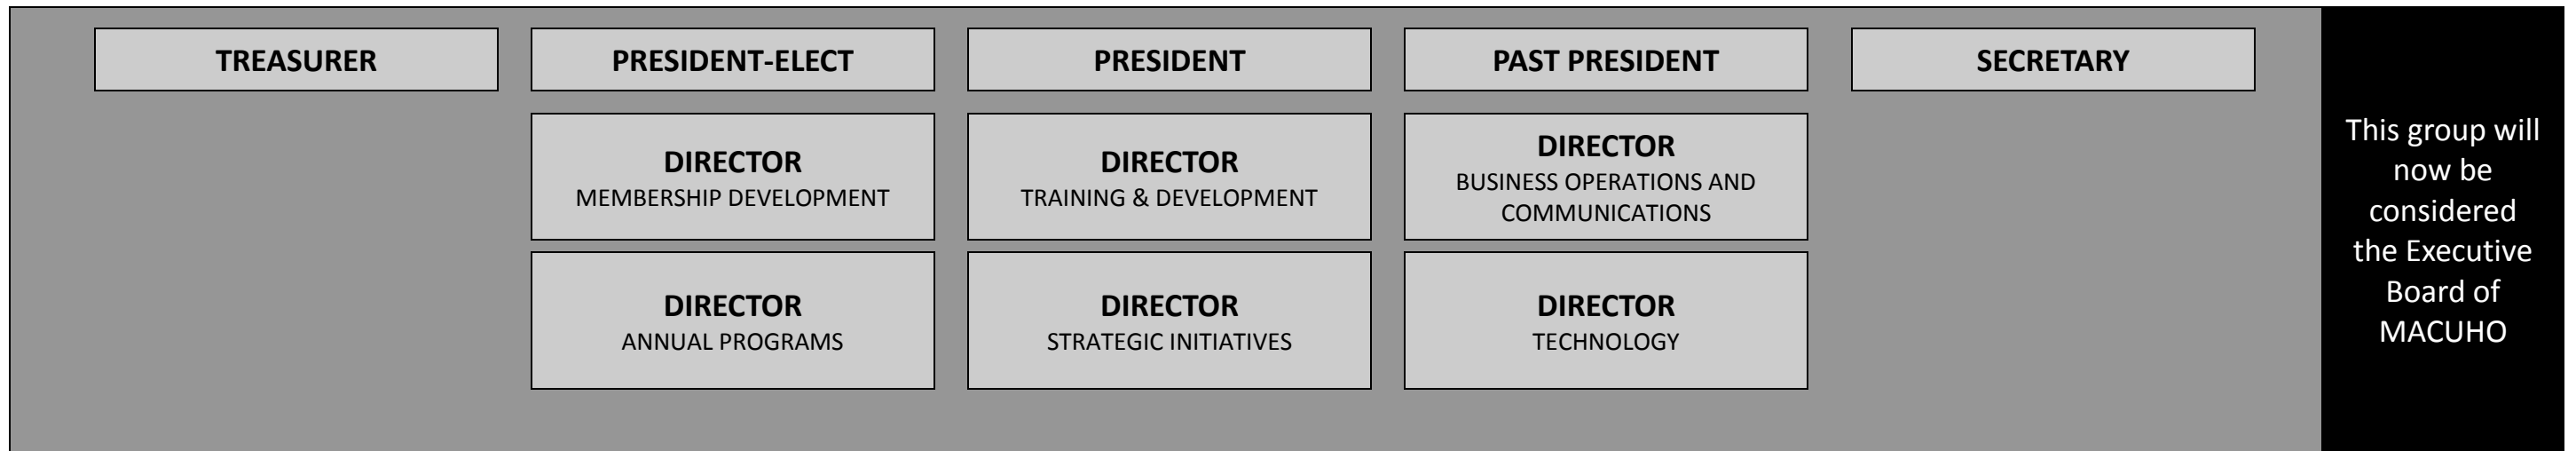 TREASURER
PRESIDENT-ELECT
PRESIDENT
PAST PRESIDENT
SECRETARY
DIRECTOR
MEMBERSHIP DEVELOPMENT
DIRECTOR
TRAINING & DEVELOPMENT
DIRECTOR
BUSINESS OPERATIONS AND
COMMUNICATIONS
DIRECTOR
ANNUAL PROGRAMS
DIRECTOR
STRATEGIC INITIATIVES
DIRECTOR
TECHNOLOGY
This group will
now be
considered
the Executive
Board of
MACUHO